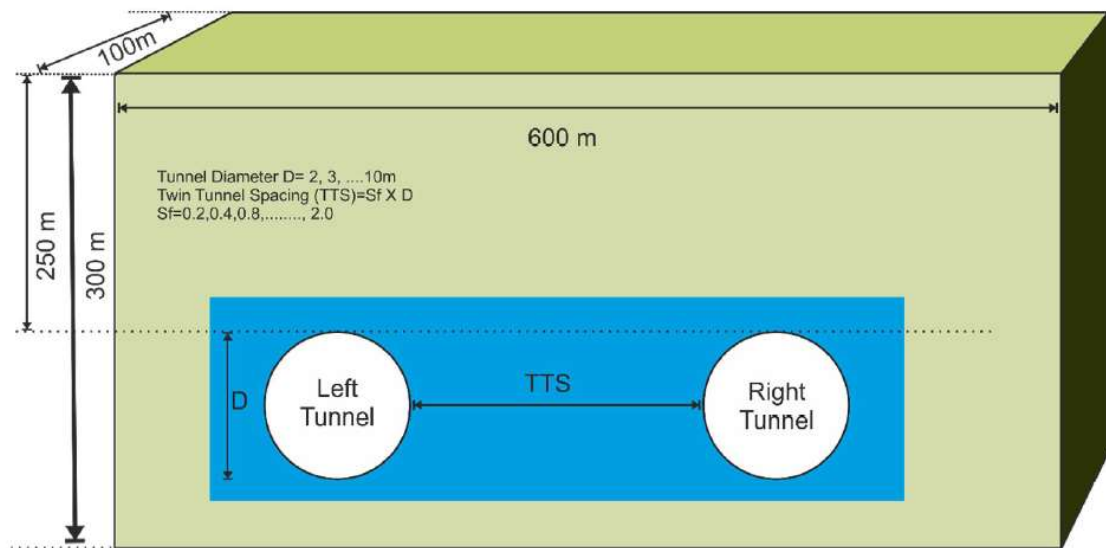 100m
600 m
Tunnel Diameter D= 2, 3, ....10m
Twin Tunnel Spacing (TTS)=Sf X D
Sf=0.2,0.4,0.8,........, 2.0
250 m
300 m
D
Left
Tunnel
TTS
Right
Tunnel